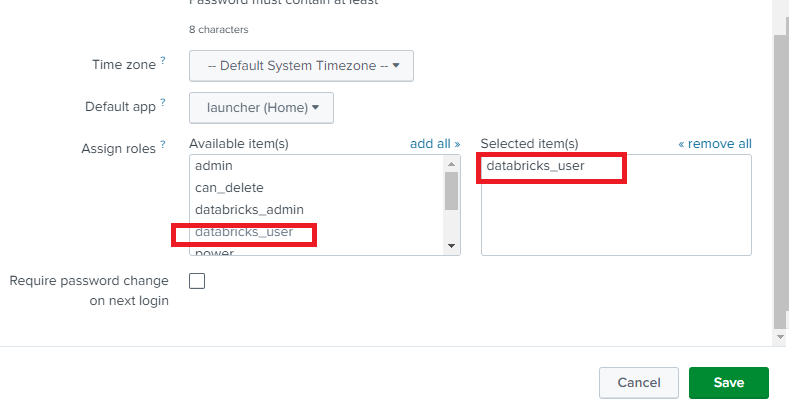 Password must contain at least
8 characters
Time zone ?
-- Default System Timezone --
Default app ?
launcher (Home)
Assign roles ?
Available item(s) add all »
admin
can_delete
databricks_admin
databricks_user
power
Selected item(s) « remove all
databricks_user
Require password change
on next login
Cancel Save